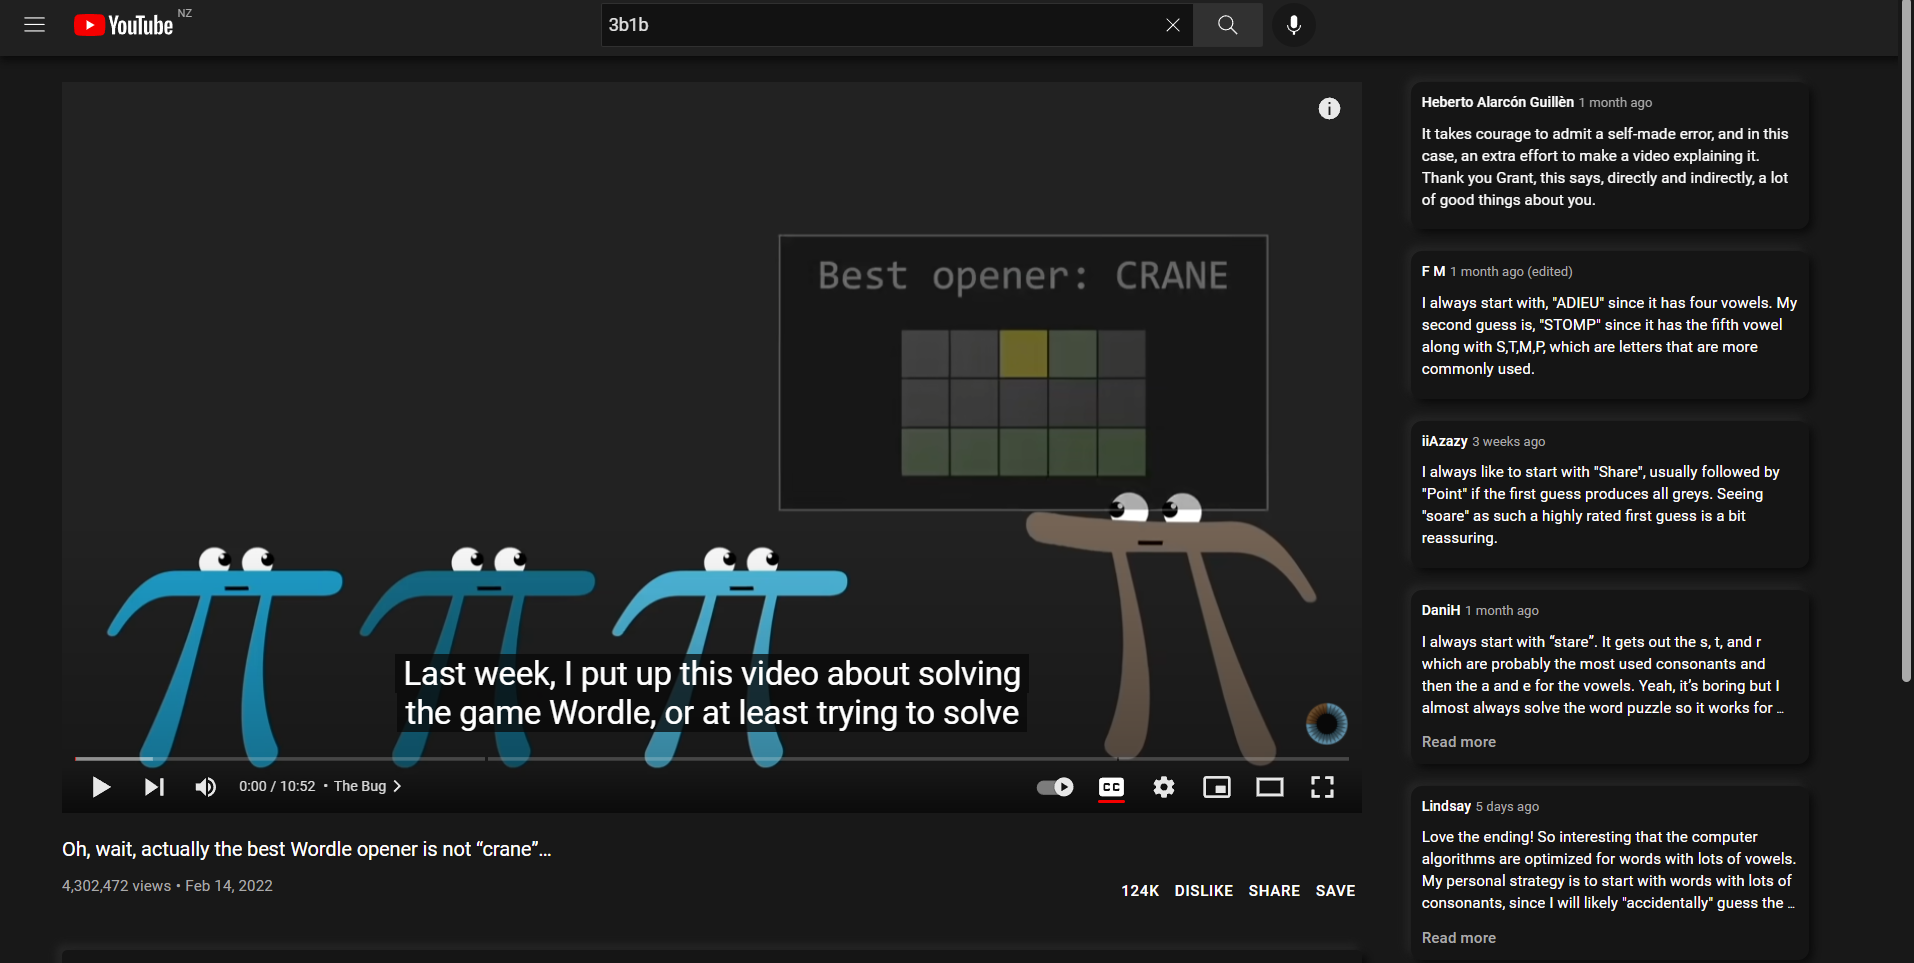 YouTube NZ
3b1b
Best opener: CRANE
Last week, I put up this video about solving
the game Wordle, or at least trying to solve
0:00 / 10:52 • The Bug
CC
Oh, wait, actually the best Wordle opener is not “crane”…
4,302,472 views • Feb 14, 2022
124K DISLIKE SHARE SAVE
Heberto Alarcón Guillèn 1 month ago
It takes courage to admit a self-made error, and in this
case, an extra effort to make a video explaining it.
Thank you Grant, this says, directly and indirectly, a lot
of good things about you.
F M 1 month ago (edited)
I always start with, "ADIEU" since it has four vowels. My
second guess is, "STOMP" since it has the fifth vowel
along with S,T,M,P, which are letters that are more
commonly used.
iiAzazy 3 weeks ago
I always like to start with "Share", usually followed by
"Point" if the first guess produces all greys. Seeing
"soare" as such a highly rated first guess is a bit
reassuring.
DaniH 1 month ago
I always start with “stare”. It gets out the s, t, and r
which are probably the most used consonants and
then the a and e for the vowels. Yeah, it’s boring but I
almost always solve the word puzzle so it works for …
Read more
Lindsay 5 days ago
Love the ending! So interesting that the computer
algorithms are optimized for words with lots of vowels.
My personal strategy is to start with words with lots of
consonants, since I will likely "accidentally" guess the …
Read more